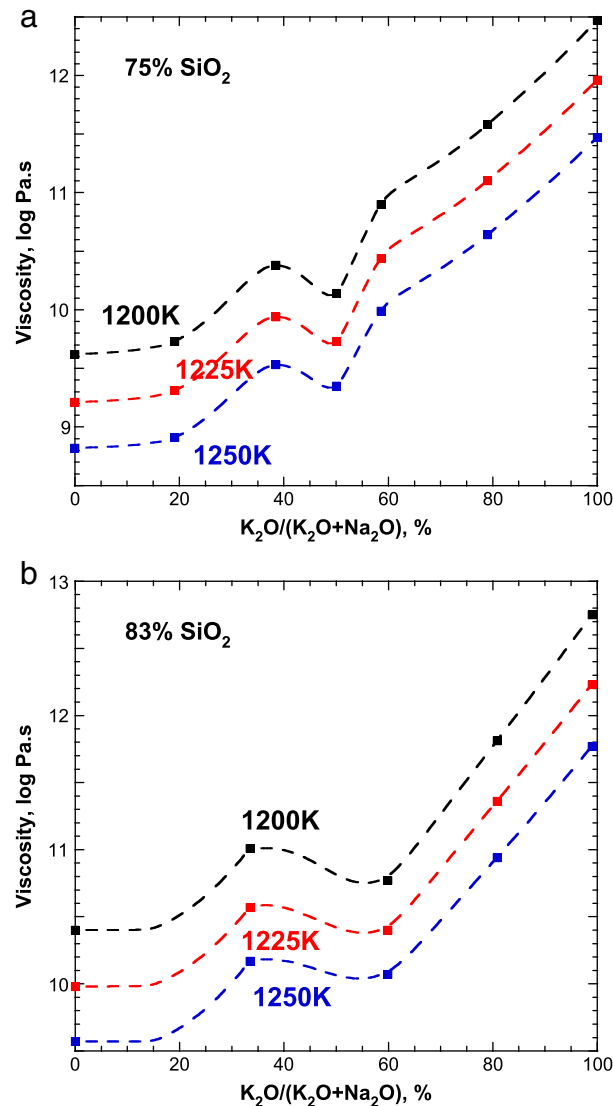 a
75% SiO₂
1200K
1225K
1250K
Viscosity, log Pa.s
12
11
10
9
0 20 40 60 80 100
K₂O/(K₂O+Na₂O), %
b
83% SiO₂
1200K
1225K
1250K
Viscosity, log Pa.s
13
12
11
10
0 20 40 60 80 100
K₂O/(K₂O+Na₂O), %